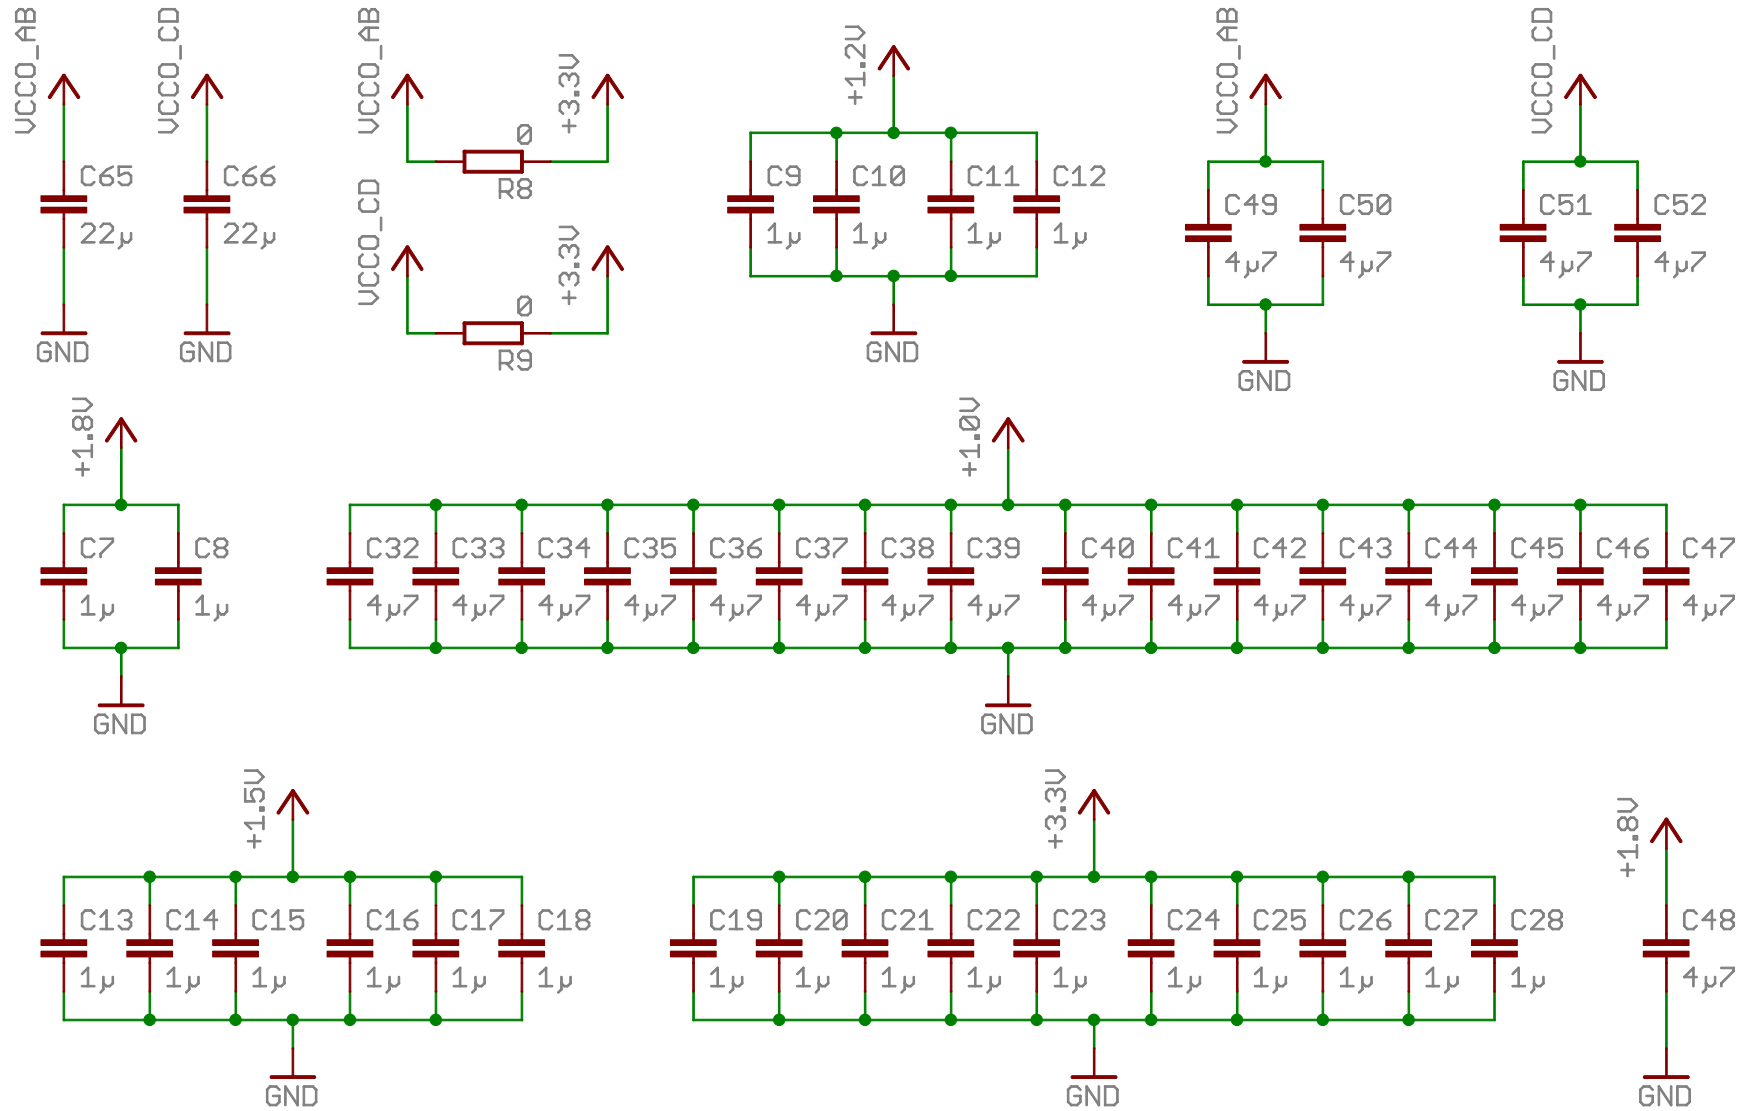 VCCO_AB
VCCO_CD
VCCO_AB
+3.3V
+1.2V
VCCO_AB
VCCO_CD
0
R8
C65
22µ
C66
22µ
C9
1µ
C10
1µ
C11
1µ
C12
1µ
C49
4µ7
C50
4µ7
C51
4µ7
C52
4µ7
VCCO_CD
+3.3V
0
R9
GND
GND
GND
GND
GND
+1.8V
+1.0V
C7
1µ
C8
1µ
C32
4µ7
C33
4µ7
C34
4µ7
C35
4µ7
C36
4µ7
C37
4µ7
C38
4µ7
C39
4µ7
C40
4µ7
C41
4µ7
C42
4µ7
C43
4µ7
C44
4µ7
C45
4µ7
C46
4µ7
C47
4µ7
GND
GND
+1.5V
+3.3V
+1.8V
C13
1µ
C14
1µ
C15
1µ
C16
1µ
C17
1µ
C18
1µ
C19
1µ
C20
1µ
C21
1µ
C22
1µ
C23
1µ
C24
1µ
C25
1µ
C26
1µ
C27
1µ
C28
1µ
C48
4µ7
GND
GND
GND